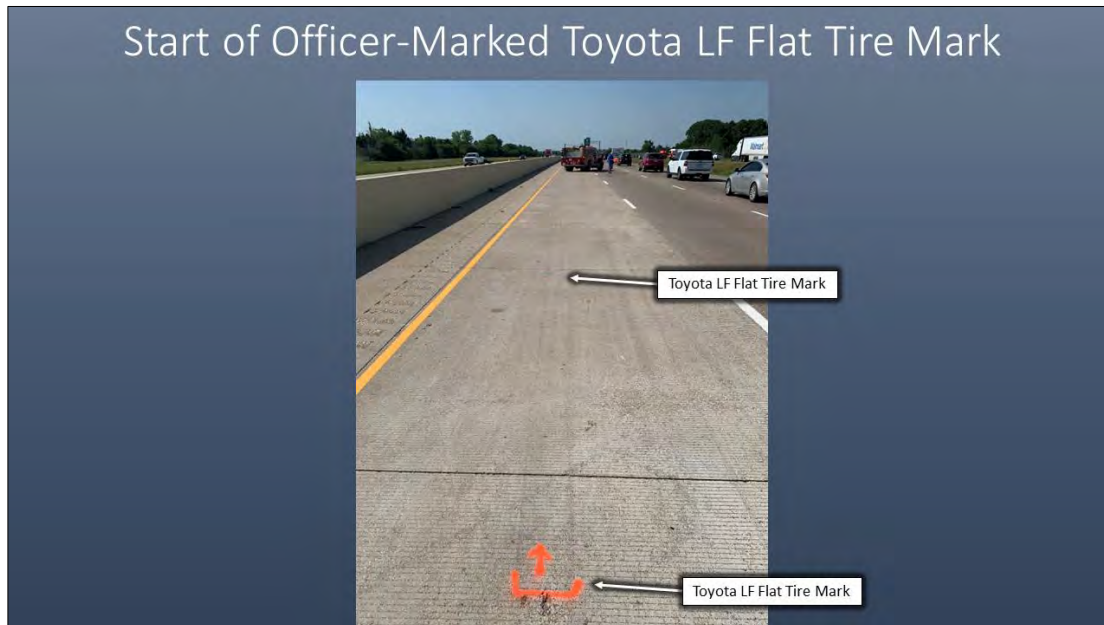 Start of Officer-Marked Toyota LF Flat Tire Mark
Walmart
Toyota LF Flat Tire Mark
Toyota LF Flat Tire Mark